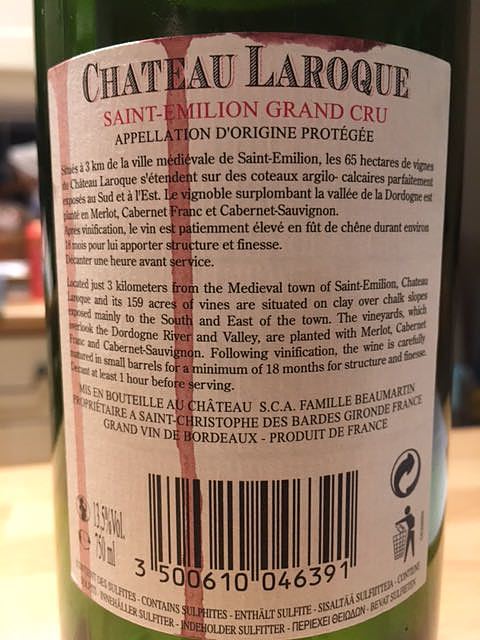 CHATEAU LAROQUE
SAINT-EMILION GRAND CRU
APPELLATION D'ORIGINE PROTÉGÉE
Situés à 3 km de la ville médiévale de Saint-Emilion, les 65 hectares de vignes
du Château Laroque s'étendent sur des coteaux argilo- calcaires parfaitement
exposés au Sud et à l'Est. Le vignoble surplombant la vallée de la Dordogne est
planté en Merlot, Cabernet Franc et Cabernet-Sauvignon.
Après vinification, le vin est patiemment élevé en fût de chêne durant environ
18 mois pour lui apporter structure et finesse.
Décanter une heure avant service.
Located just 3 kilometers from the Medieval town of Saint-Emilion, Chateau
Laroque and its 159 acres of vines are situated on clay over chalk slopes
exposed mainly to the South and East of the town. The vineyards, which
overlook the Dordogne River and Valley, are planted with Merlot, Cabernet
Franc and Cabernet-Sauvignon. Following vinification, the wine is carefully
matured in small barrels for a minimum of 18 months for structure and finesse.
Decant at least 1 hour before serving.
MIS EN BOUTEILLE AU CHÂTEAU S.C.A. FAMILLE BEAUMARTIN
PROPRIÉTAIRE A SAINT-CHRISTOPHE DES BARDES GIRONDE FRANCE
GRAND VIN DE BORDEAUX - PRODUIT DE FRANCE
13,5%Vol.
e 750 ml
3 500610 046391
CONTIENT DES SULFITES - CONTAINS SULPHITES - ENTHÄLT SULFITE - SISALTÄÄ SULFIITTEJA - CONTIENE
- INNEHÅLLER SULFITER - INDEHOLDER SULFITTER - ΠΕΡΙΕΧΕΙ ΘΕΙΩΔΩΝ - BEVAT SULFIETEN